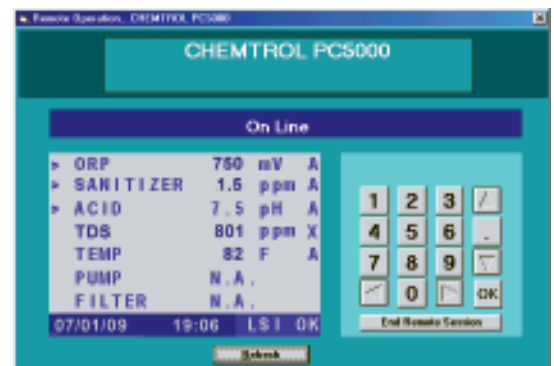 Remote Operation... CHEMTROL PC5000
CHEMTROL PC5000
On Line
ORP 750 mV A
SANITIZER 1.5 ppm A
ACID 7.5 pH A
TDS 801 ppm X
TEMP 82 F A
PUMP N.A.
FILTER N.A.
07/01/09 19:06 LSI OK
1 2 3
4 5 6 .
7 8 9
0 OK
End Remote Session
Refresh